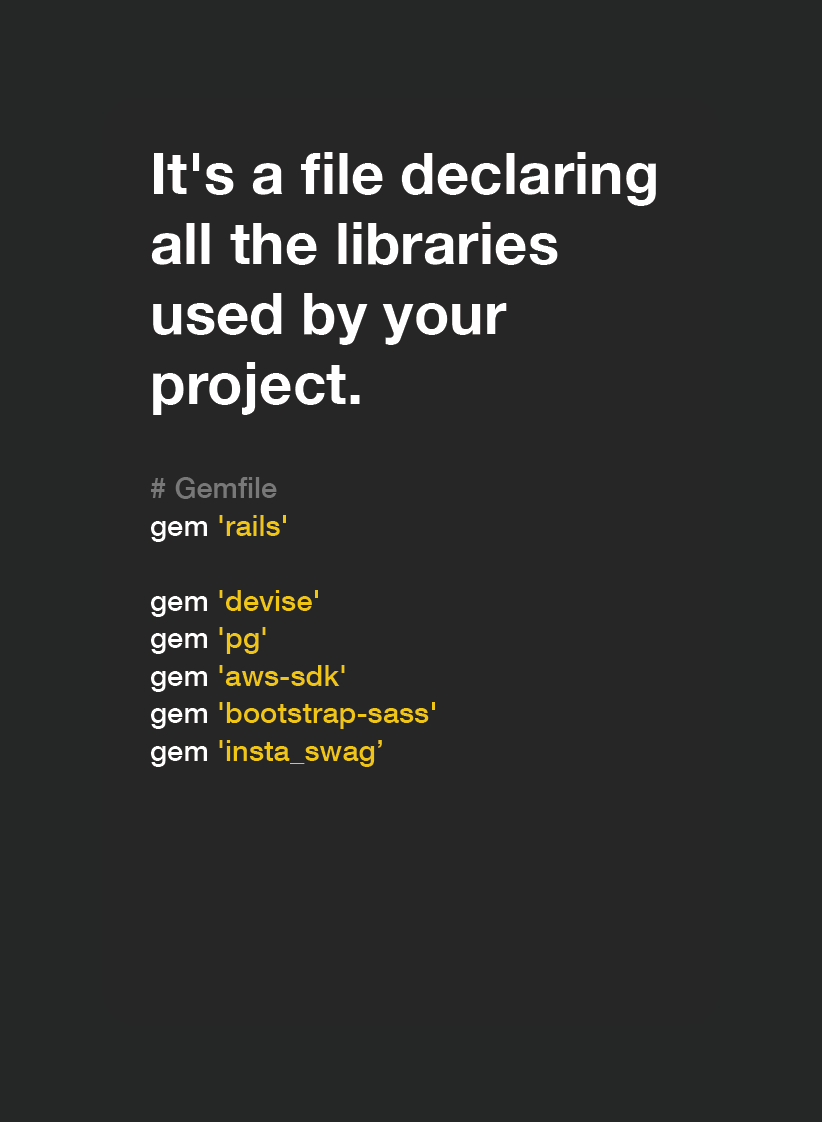 It's a file declaring
all the libraries
used by your
project.
# Gemfile
gem 'rails'
gem 'devise'
gem 'pg'
gem 'aws-sdk'
gem 'bootstrap-sass'
gem 'insta_swag’